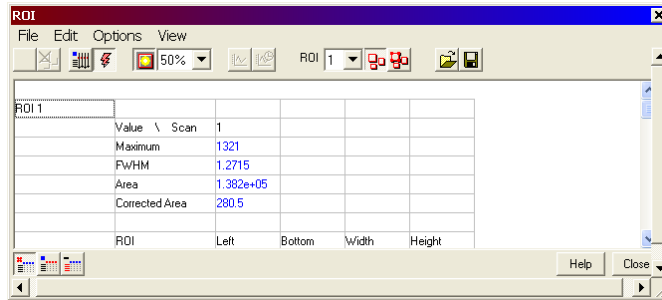 ROI
File Edit Options View
50% ROI 1
ROI 1
Value \ Scan 1
Maximum 1321
FWHM 1.2715
Area 1.382e+05
Corrected Area 280.5
ROI Left Bottom Width Height
Help Close